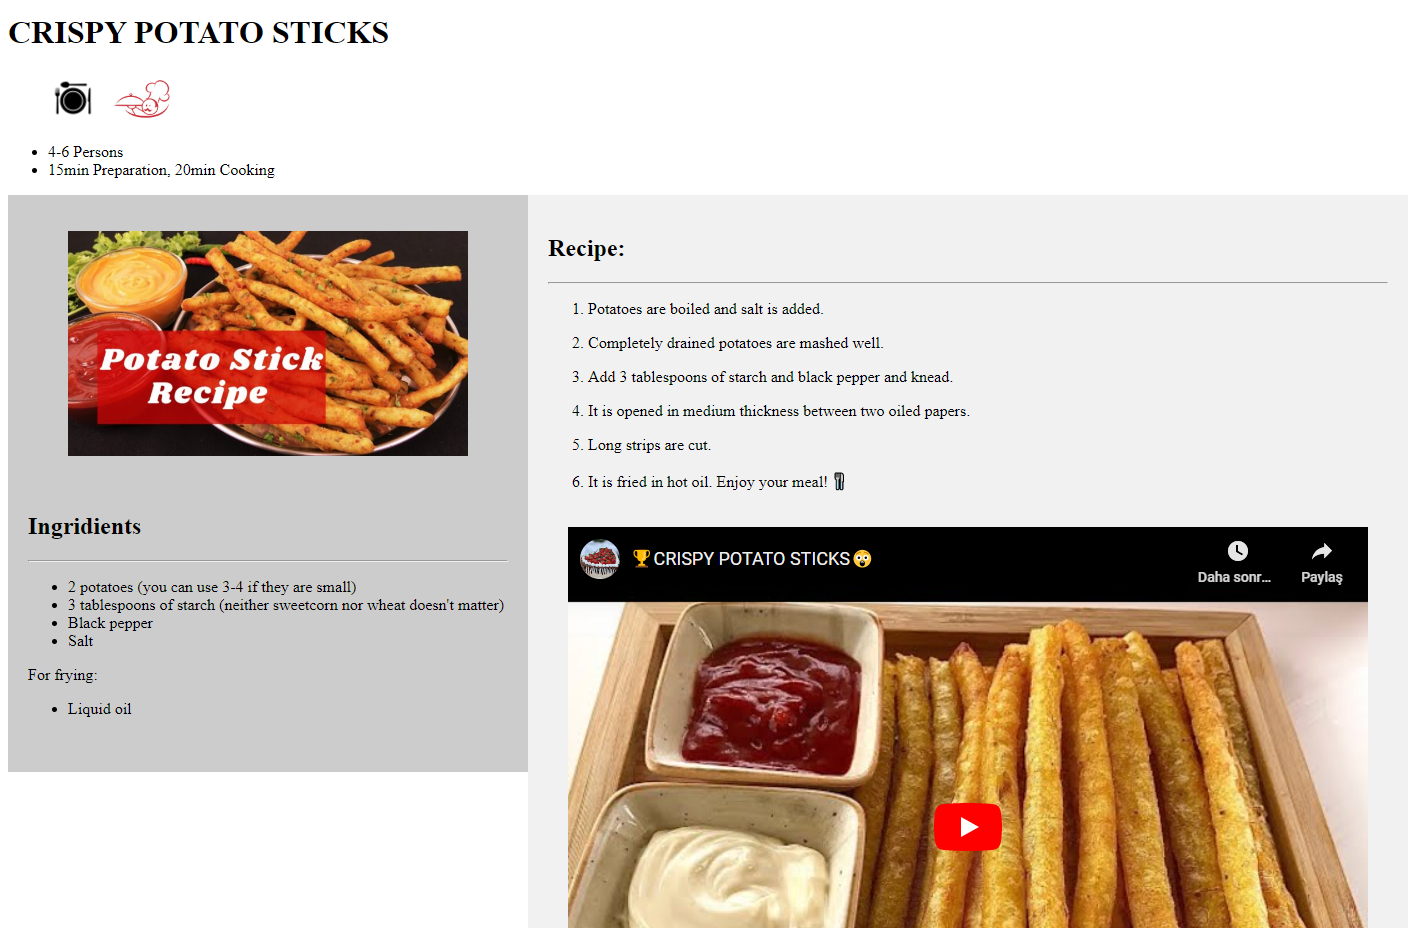 CRISPY POTATO STICKS
4-6 Persons
15min Preparation, 20min Cooking
Potato Stick
Recipe
Ingridients
2 potatoes (you can use 3-4 if they are small)
3 tablespoons of starch (neither sweetcorn nor wheat doesn't matter)
Black pepper
Salt
For frying:
Liquid oil
Recipe:
1. Potatoes are boiled and salt is added.
2. Completely drained potatoes are mashed well.
3. Add 3 tablespoons of starch and black pepper and knead.
4. It is opened in medium thickness between two oiled papers.
5. Long strips are cut.
6. It is fried in hot oil. Enjoy your meal!
🏆CRISPY POTATO STICKS😲
Daha sonr...
Paylaş